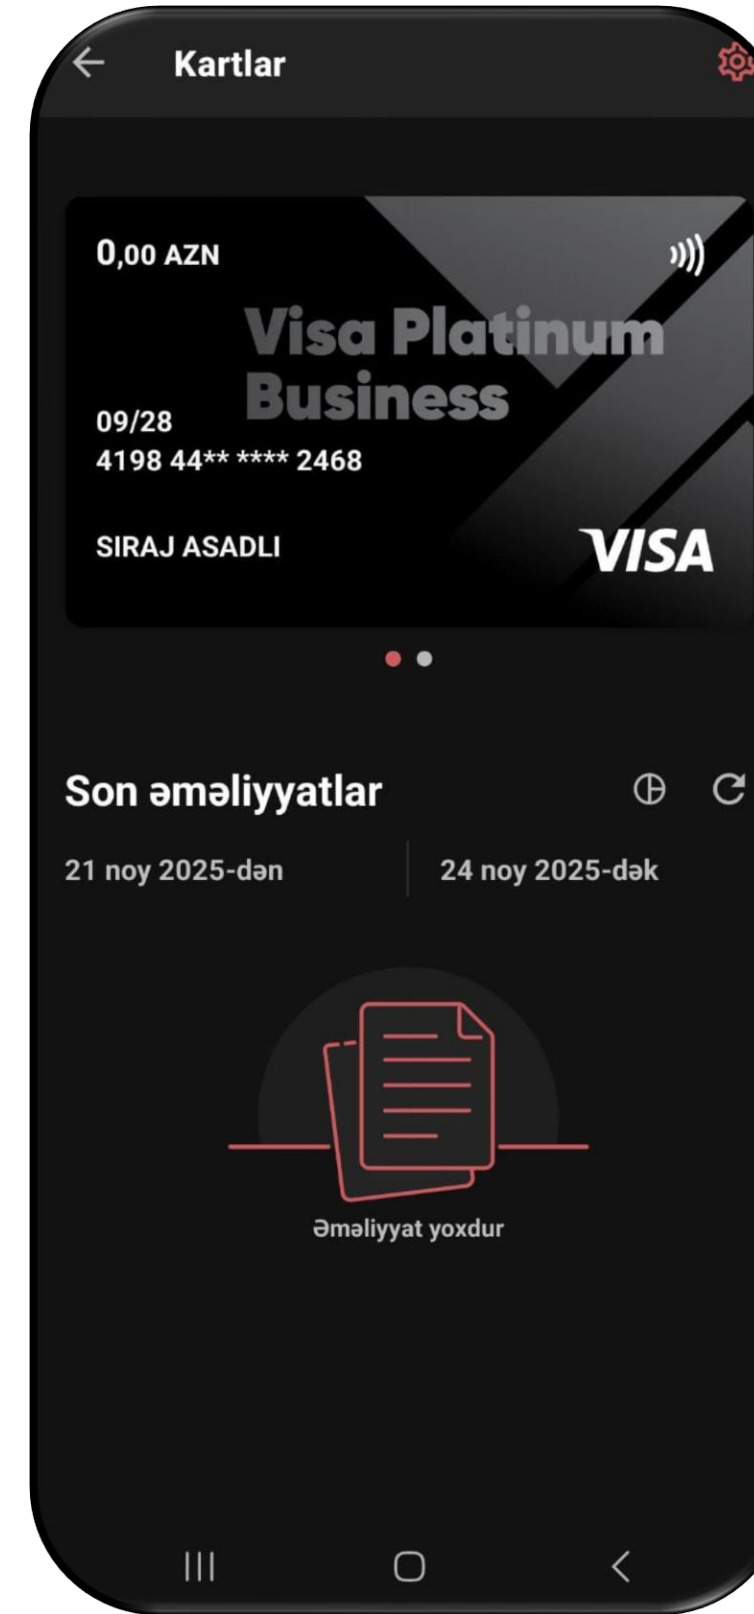 Kartlar
0,00 AZN
Visa Platinum
Business
09/28
4198 44** **** 2468
SIRAJ ASADLI
VISA
Son əməliyyatlar
21 noy 2025-dən
24 noy 2025-dək
Əməliyyat yoxdur